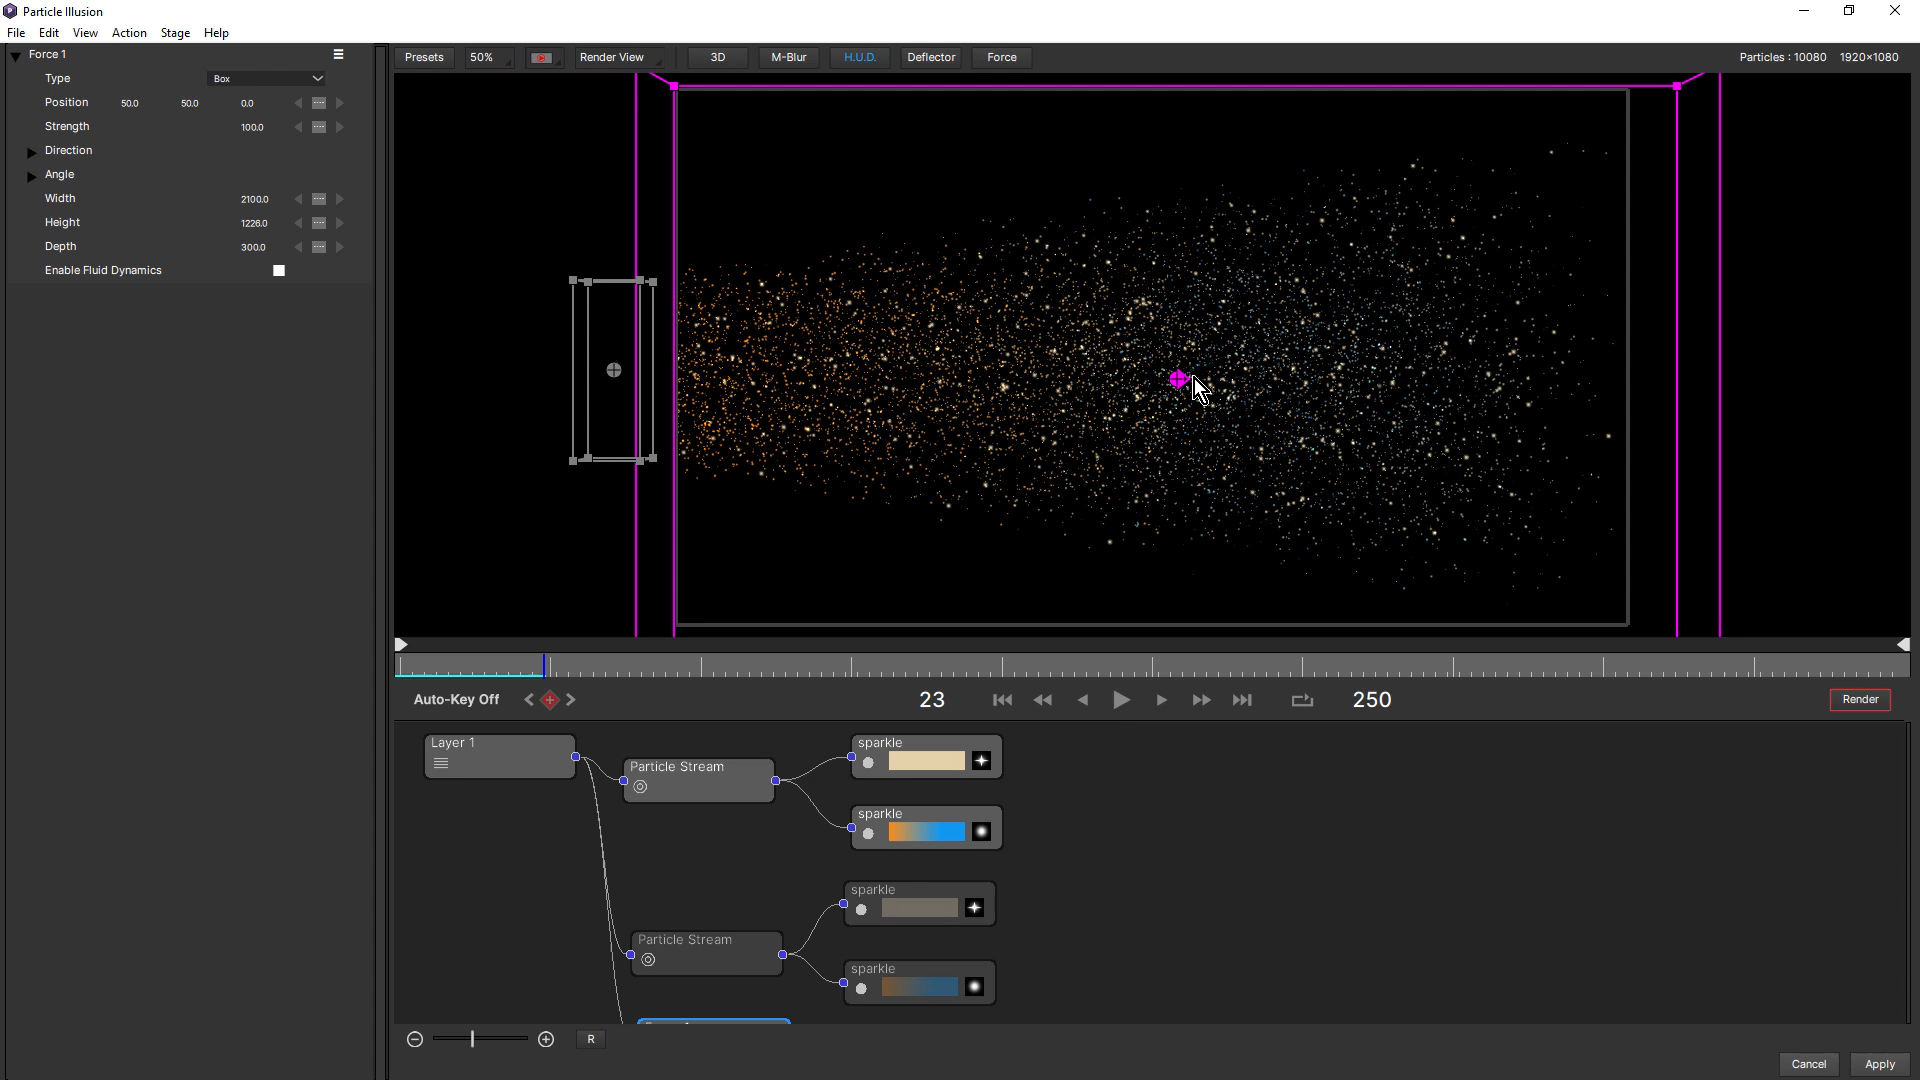 Particle Illusion
File Edit View Action Stage Help
Force 1
Type Box
Position 50.0 50.0 0.0
Strength 100.0
Direction
Angle
Width 2100.0
Height 1226.0
Depth 300.0
Enable Fluid Dynamics
Presets 50% Render View 3D M-Blur H.U.D. Deflector Force Particles : 10080 1920×1080
Auto-Key Off 23 250 Render
Layer 1
Particle Stream
sparkle
sparkle
Particle Stream
sparkle
sparkle
R
Cancel Apply